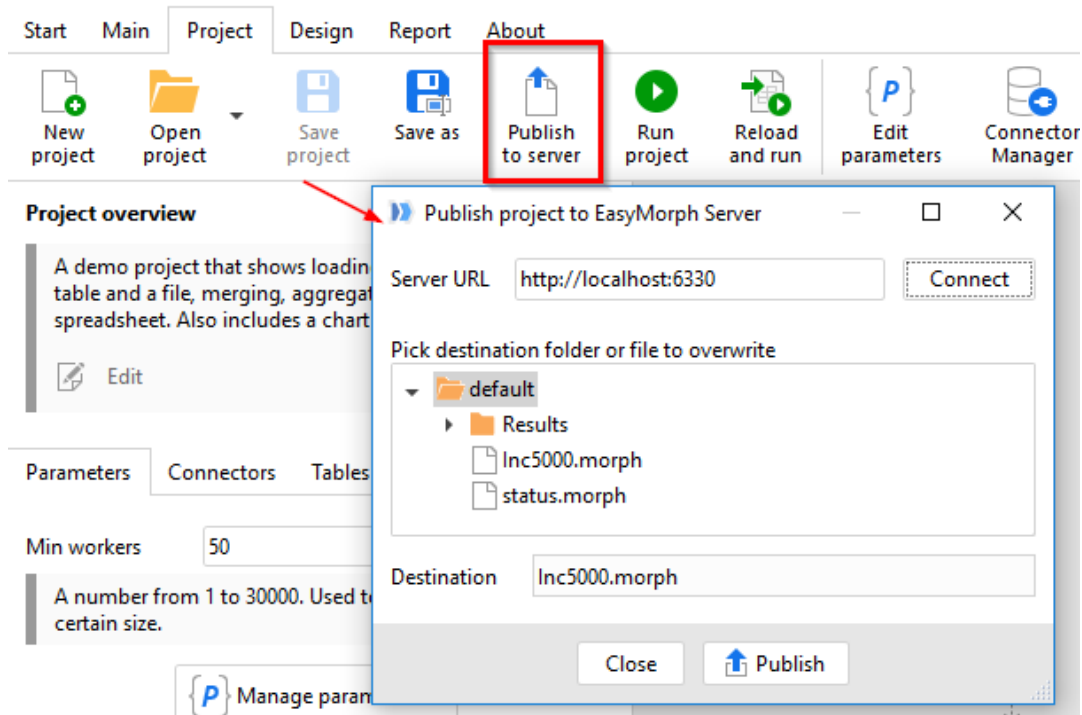 Start Main Project Design Report About
New project
Open project
Save project
Save as
Publish to server
Run project
Reload and run
P Edit parameters
Connector Manager
Project overview
A demo project that shows loadin
table and a file, merging, aggregat
spreadsheet. Also includes a chart
Edit
Parameters Connectors Tables
Min workers 50
A number from 1 to 30000. Used t
certain size.
P Manage param
Publish project to EasyMorph Server
Server URL http://localhost:6330 Connect
Pick destination folder or file to overwrite
default
Results
Inc5000.morph
status.morph
Destination Inc5000.morph
Close Publish